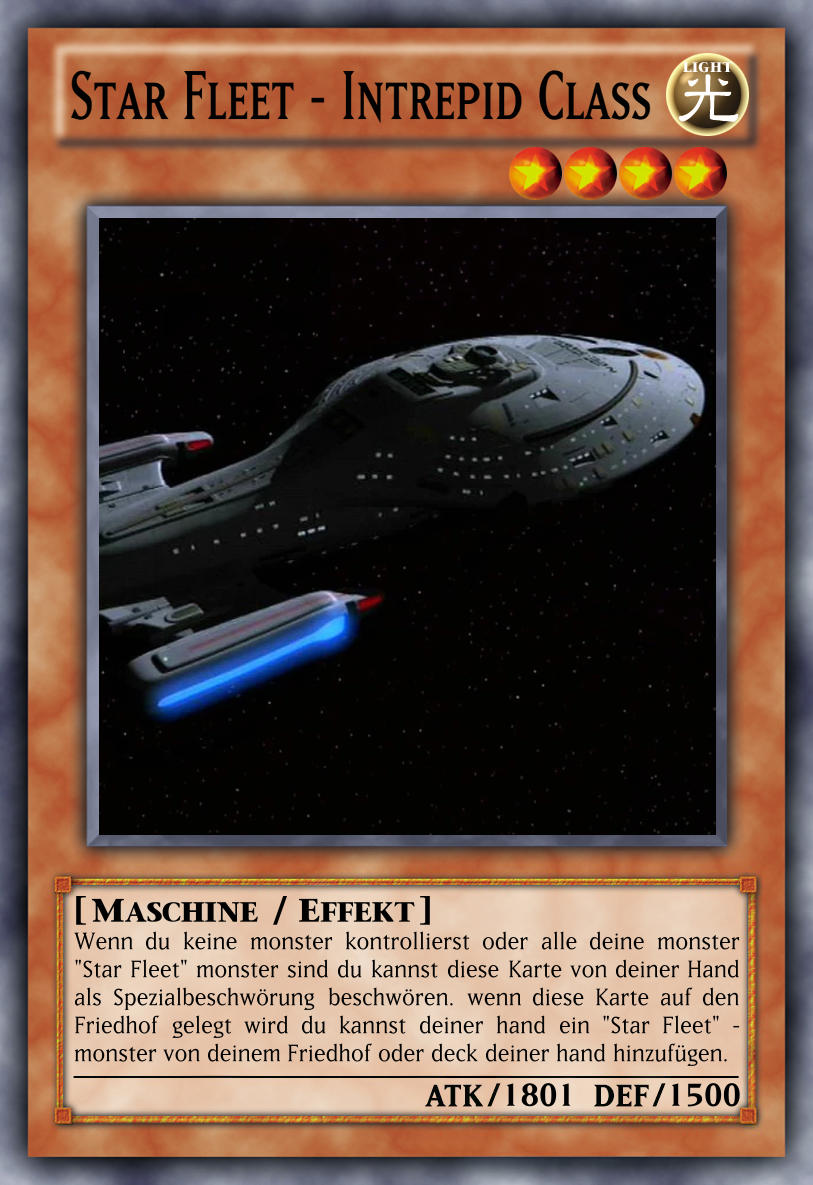 Star Fleet - Intrepid Class
LIGHT
光
[ Maschine / Effekt ]
Wenn du keine monster kontrollierst oder alle deine monster
"Star Fleet" monster sind du kannst diese Karte von deiner Hand
als Spezialbeschwörung beschwören. wenn diese Karte auf den
Friedhof gelegt wird du kannst deiner hand ein "Star Fleet" -
monster von deinem Friedhof oder deck deiner hand hinzufügen.
ATK/1801 DEF/1500